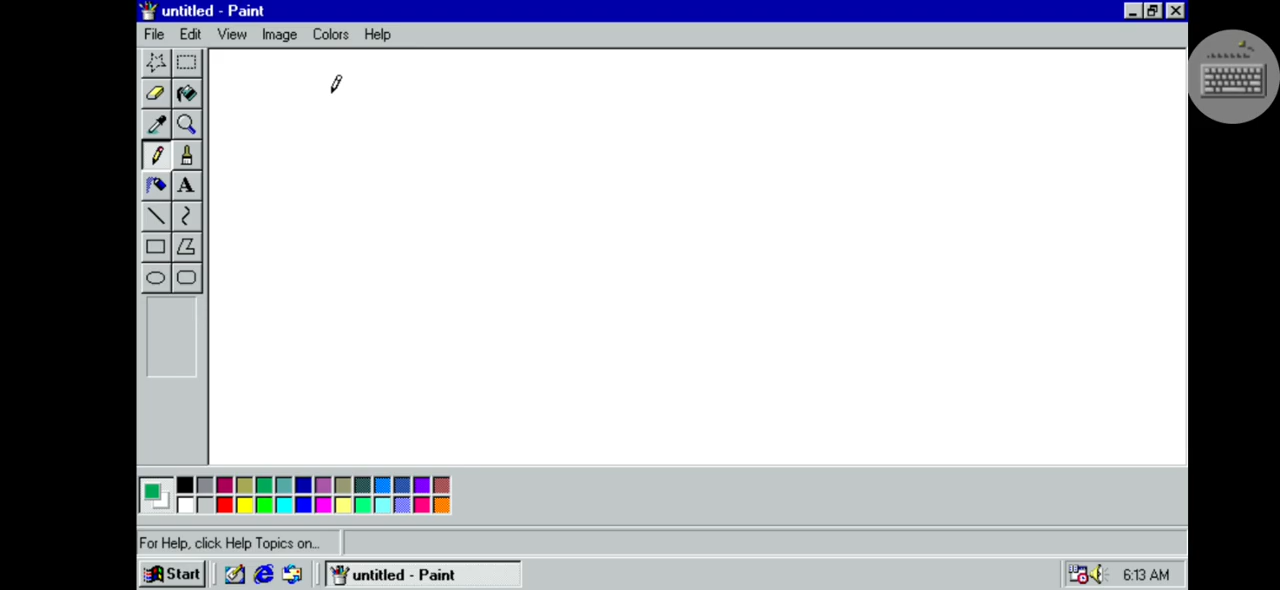 untitled - Paint
File Edit View Image Colors Help
A
For Help, click Help Topics on...
Start untitled - Paint 6:13 AM